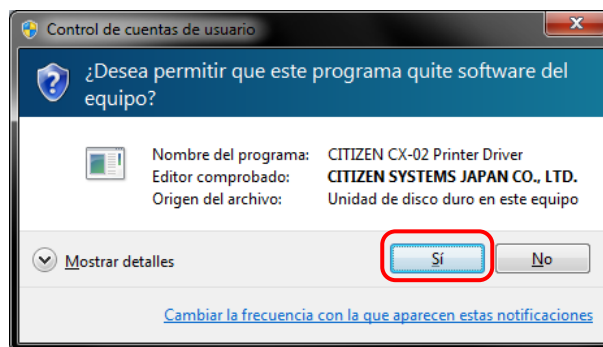 Control de cuentas de usuario
¿Desea permitir que este programa quite software del
equipo?
Nombre del programa: CITIZEN CX-02 Printer Driver
Editor comprobado: CITIZEN SYSTEMS JAPAN CO., LTD.
Origen del archivo: Unidad de disco duro en este equipo
Mostrar detalles Sí No
Cambiar la frecuencia con la que aparecen estas notificaciones